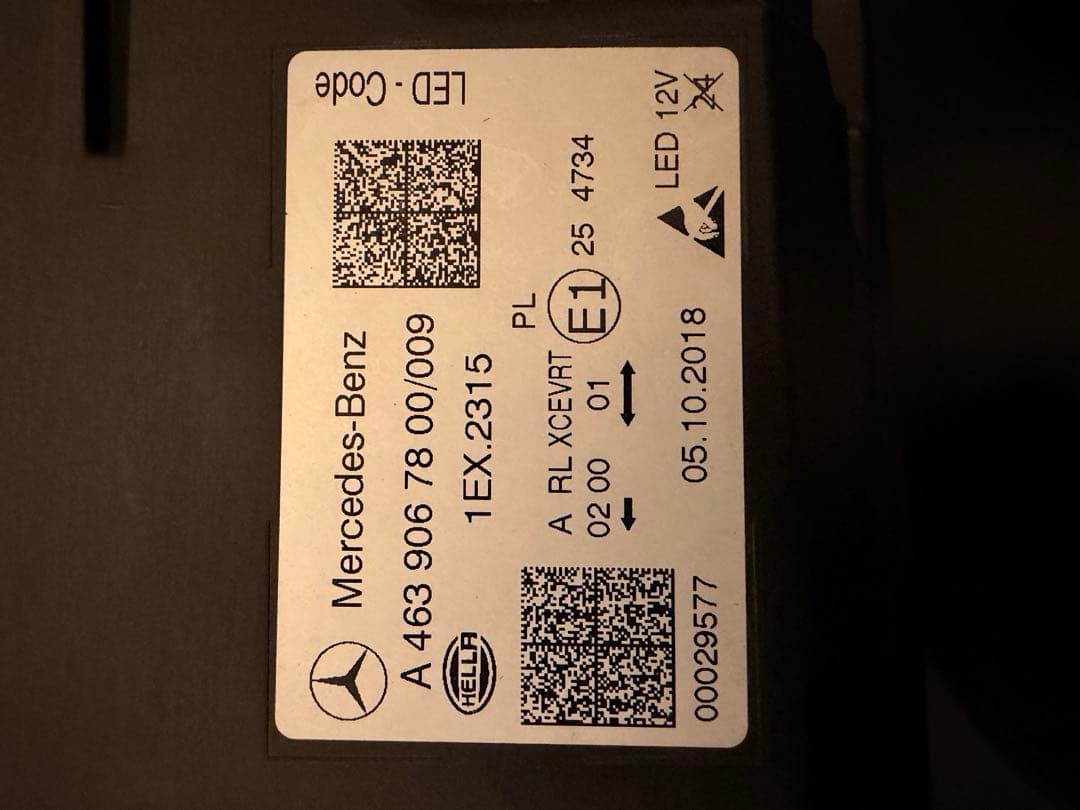 Mercedes-Benz
A 463 906 78 00/009
HELLA
1EX.2315
PL
A RL XCEVRT
02 00 01
E1
25 4734
00029577
05.10.2018
LED 12V
24
LED - Code